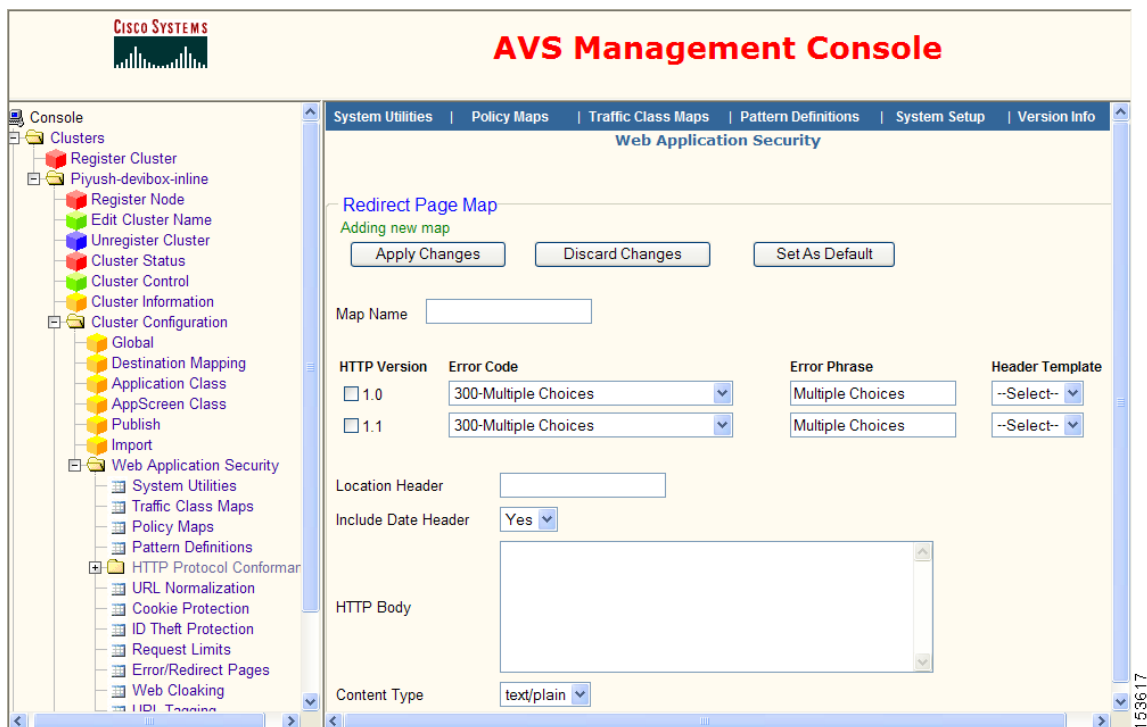 CISCO SYSTEMS
AVS Management Console
Console
Clusters
Register Cluster
Piyush-devibox-inline
Register Node
Edit Cluster Name
Unregister Cluster
Cluster Status
Cluster Control
Cluster Information
Cluster Configuration
Global
Destination Mapping
Application Class
AppScreen Class
Publish
Import
Web Application Security
System Utilities
Traffic Class Maps
Policy Maps
Pattern Definitions
HTTP Protocol Conformar
URL Normalization
Cookie Protection
ID Theft Protection
Request Limits
Error/Redirect Pages
Web Cloaking
URL Tagging
System Utilities | Policy Maps | Traffic Class Maps | Pattern Definitions | System Setup | Version Info
Web Application Security
Redirect Page Map
Adding new map
Apply Changes Discard Changes Set As Default
Map Name
HTTP Version Error Code Error Phrase Header Template
1.0 300-Multiple Choices Multiple Choices --Select--
1.1 300-Multiple Choices Multiple Choices --Select--
Location Header
Include Date Header Yes
HTTP Body
Content Type text/plain
153617